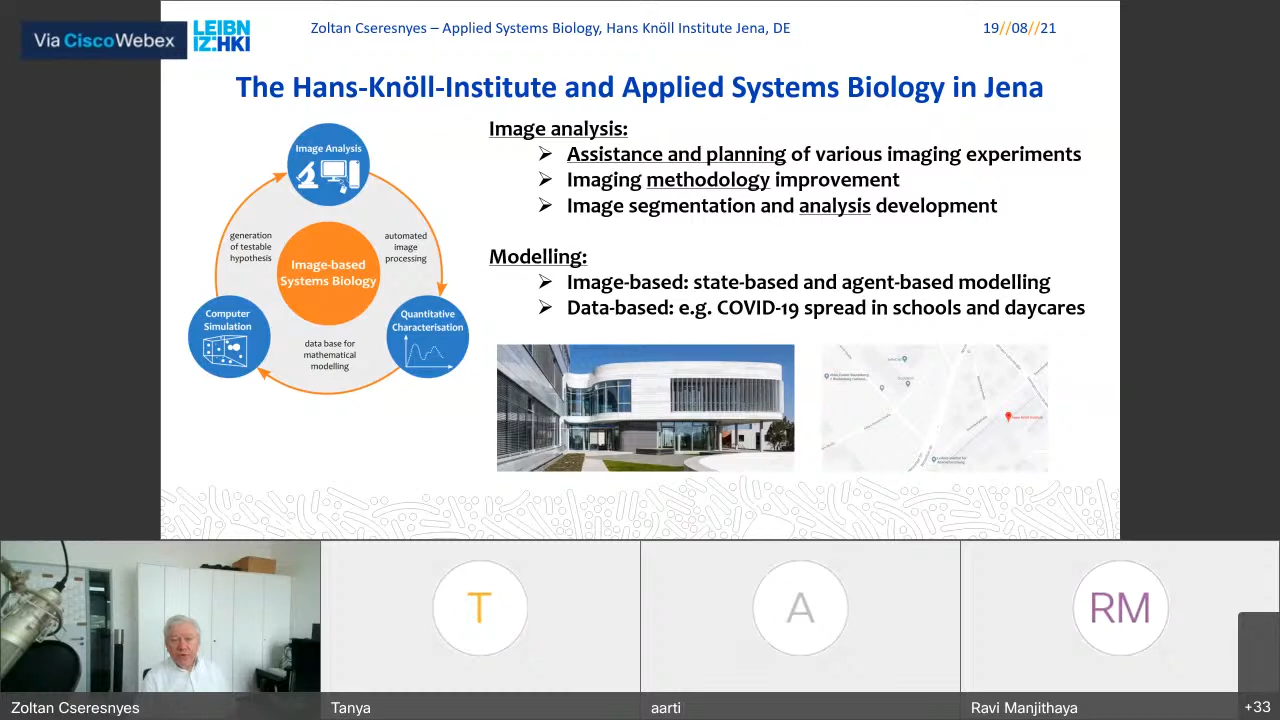 Via CiscoWebex
LEIBN
IZ:HKI
Zoltan Cseresnyes – Applied Systems Biology, Hans Knöll Institute Jena, DE
19//08//21
The Hans-Knöll-Institute and Applied Systems Biology in Jena
Image Analysis
generation
of testable
hypothesis
automated
image
processing
Image-based
Systems Biology
Computer
Simulation
Quantitative
Characterisation
data base for
mathematical
modelling
Image analysis:
Assistance and planning of various imaging experiments
Imaging methodology improvement
Image segmentation and analysis development
Modelling:
Image-based: state-based and agent-based modelling
Data-based: e.g. COVID-19 spread in schools and daycares
T
A
RM
Zoltan Cseresnyes
Tanya
aarti
Ravi Manjithaya
+33